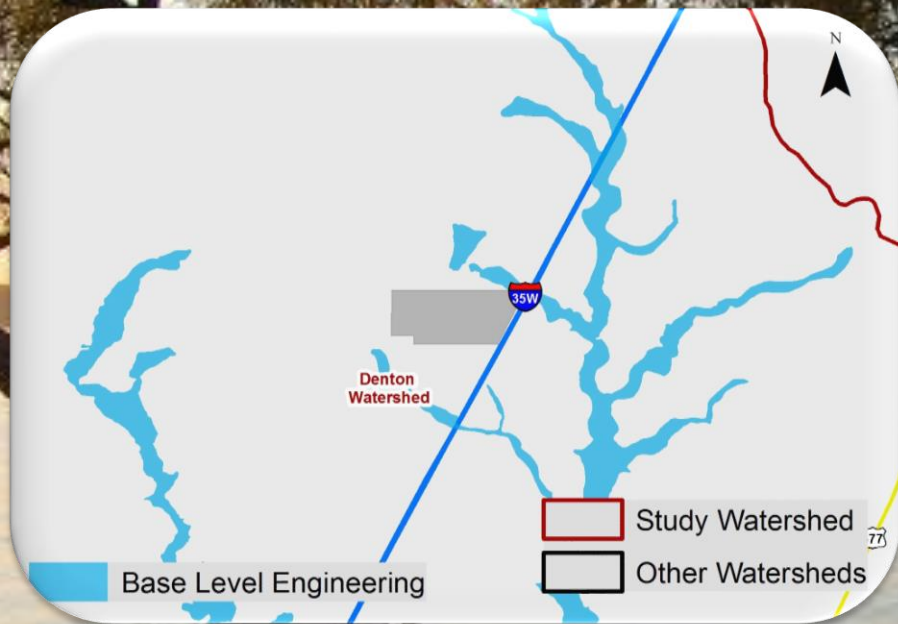 N
35W
Denton
Watershed
Study Watershed
77
Other Watersheds
Base Level Engineering